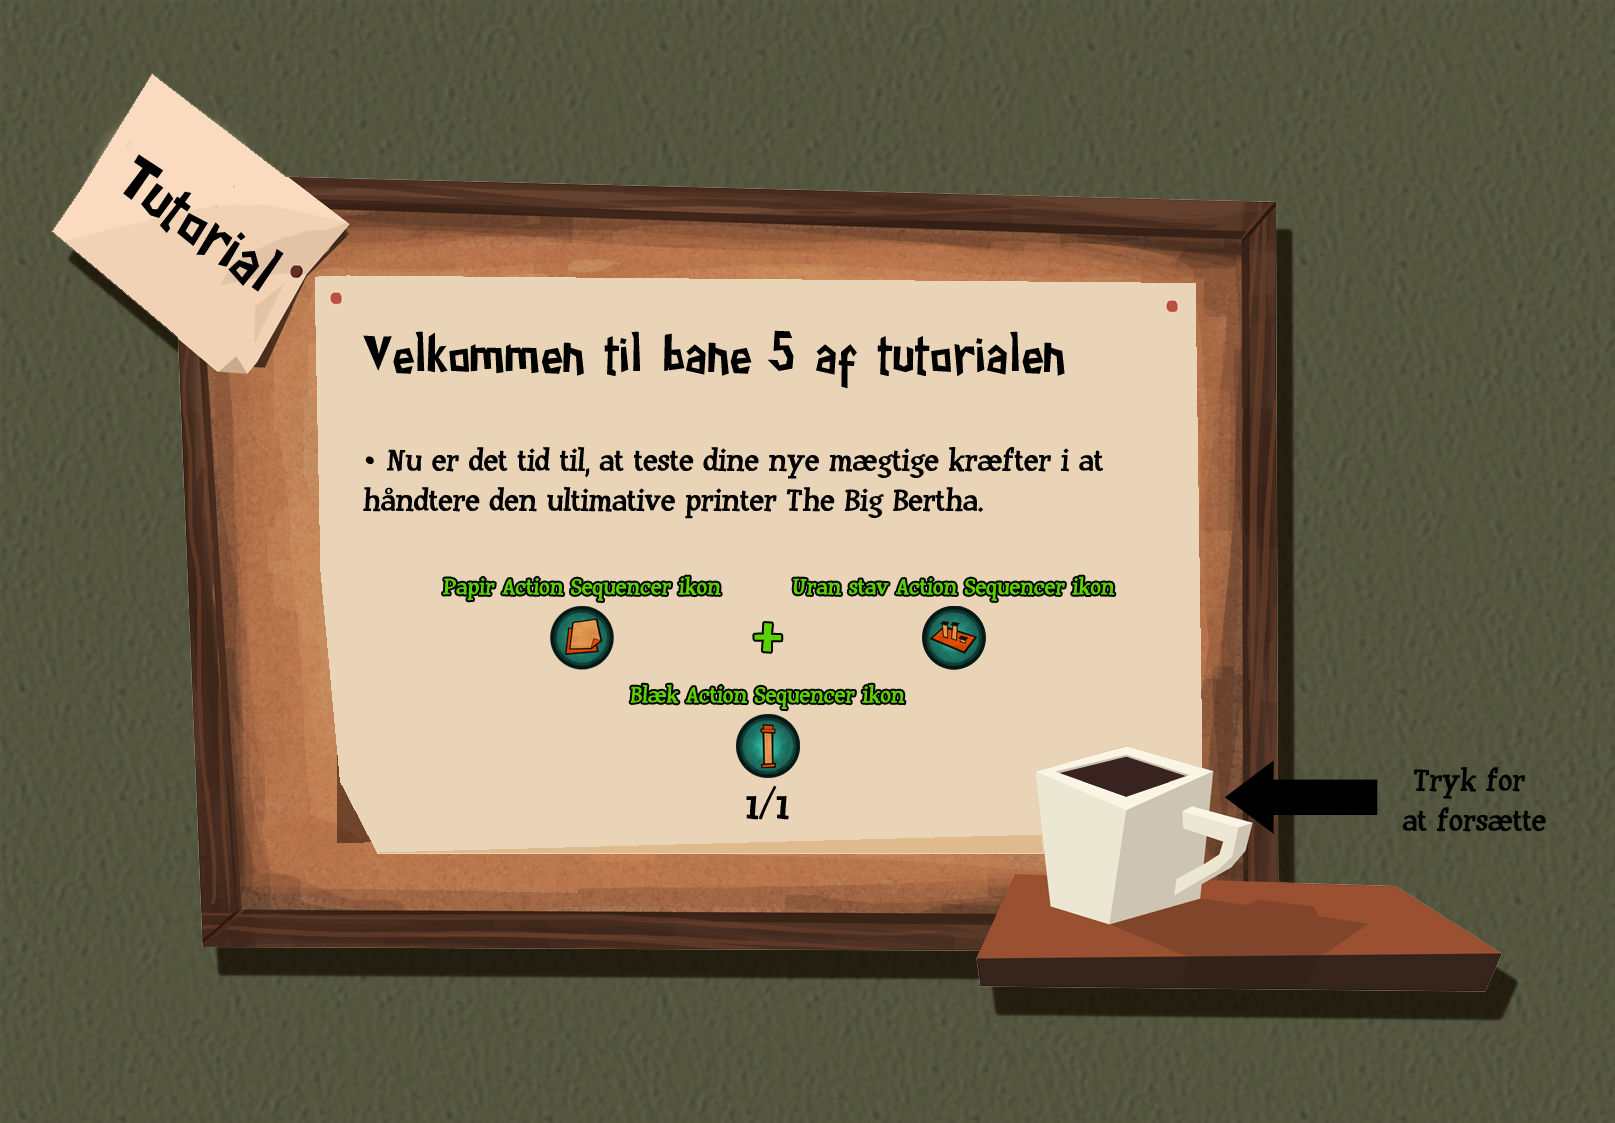 Tutorial
Velkommen til bane 5 af tutorialen
• Nu er det tid til, at teste dine nye mægtige kræfter i at
håndtere den ultimative printer The Big Bertha.
Papir Action Sequencer ikon
Uran stav Action Sequencer ikon
Blæk Action Sequencer ikon
1/1
Tryk for
at forsætte